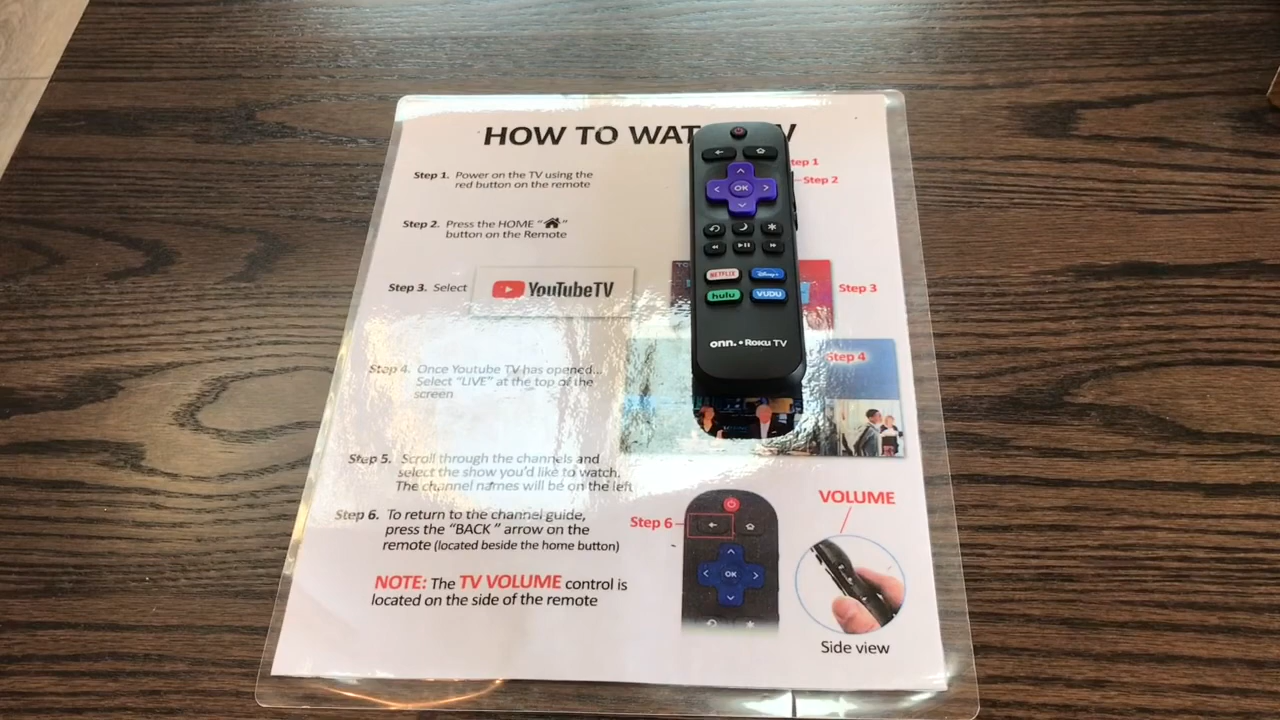 HOW TO WAT V
Step 1. Power on the TV using the
red button on the remote
tep 1
Step 2
Step 2. Press the HOME " "
button on the Remote
Step 3. Select YouTubeTV
Step 3
Step 4. Once Youtube TV has opened...
Select "LIVE" at the top of the
screen
Step 4
Step 5. Scroll through the channels and
select the show you'd like to watch.
The channel names will be on the left
Step 6. To return to the channel guide,
press the "BACK" arrow on the
remote (located beside the home button)
Step 6
OK
VOLUME
NOTE: The TV VOLUME control is
located on the side of the remote
Side view
OK
NETFLIX Disney+
hulu VUDU
onn. • Roku TV